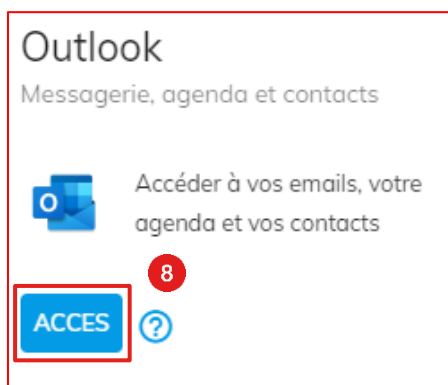 Outlook
Messagerie, agenda et contacts
Accéder à vos emails, votre
agenda et vos contacts
8
ACCES ?